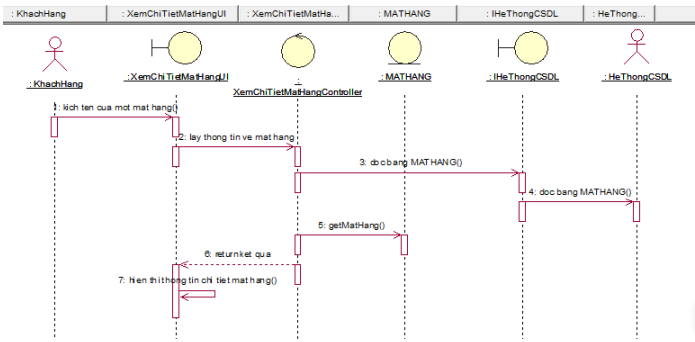 : KhachHang
: XemChiTietMatHangUI
: XemChiTietMatHa...
: MATHANG
: IHeThongCSDL
: HeThong...
: KhachHang
:XemChiTietMatHangUI
:
XemChiTietMatHangController
: MATHANG
: IHeThongCSDL
: HeThongCSDL
1: kich ten cua mot mat hang()
2: lay thong tin ve mat hang
3: doc bang MATHANG()
4: doc bang MATHANG()
5: getMatHang()
6: return ket qua
7: hien thi thong tin chi tiet mat hang()